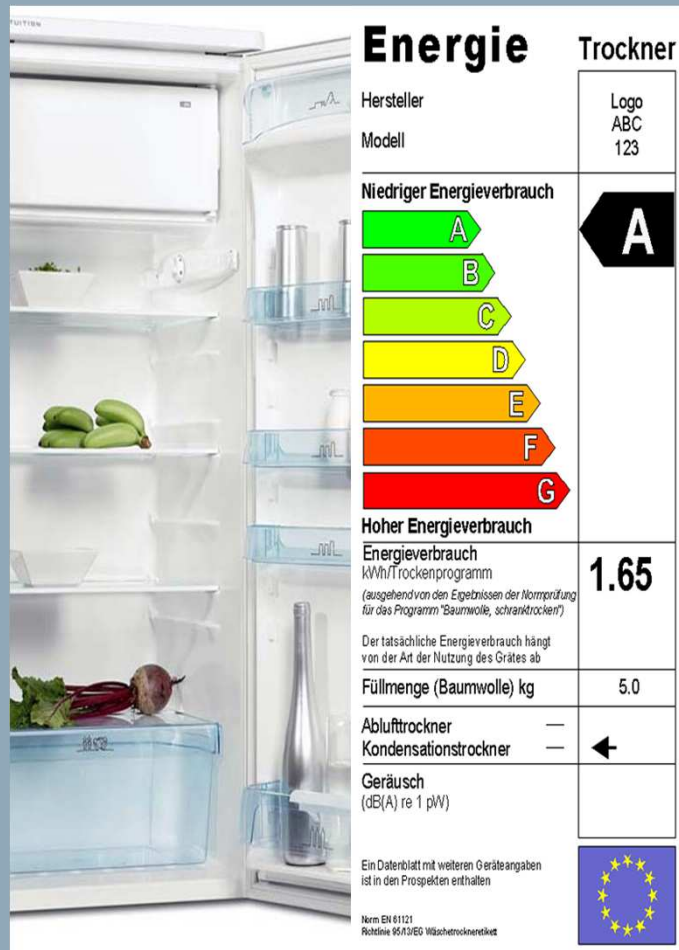 TUITION
Energie
Trockner
Hersteller
Modell
Logo
ABC
123
Niedriger Energieverbrauch
A
B
C
D
E
F
G
A
Hoher Energieverbrauch
Energieverbrauch
kWh/Trockenprogramm
(ausgehend von den Ergebnissen der Normprüfung
für das Programm "Baumwolle, schranktrocken")
1.65
Der tatsächliche Energieverbrauch hängt
von der Art der Nutzung des Grätes ab
Füllmenge (Baumwolle) kg
5.0
Ablufttrockner —
Kondensationstrockner —
Geräusch
(dB(A) re 1 pW)
Ein Datenblatt mit weiteren Geräteangaben
ist in den Prospekten enthalten
Norm EN 61121
Richtlinie 95/13/EG Wäschetrockneretikett